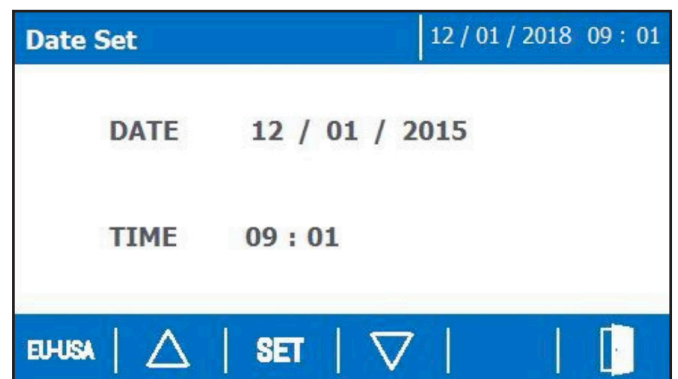 Date Set 12 / 01 / 2018 09 : 01
DATE 12 / 01 / 2015
TIME 09 : 01
EU-USA SET